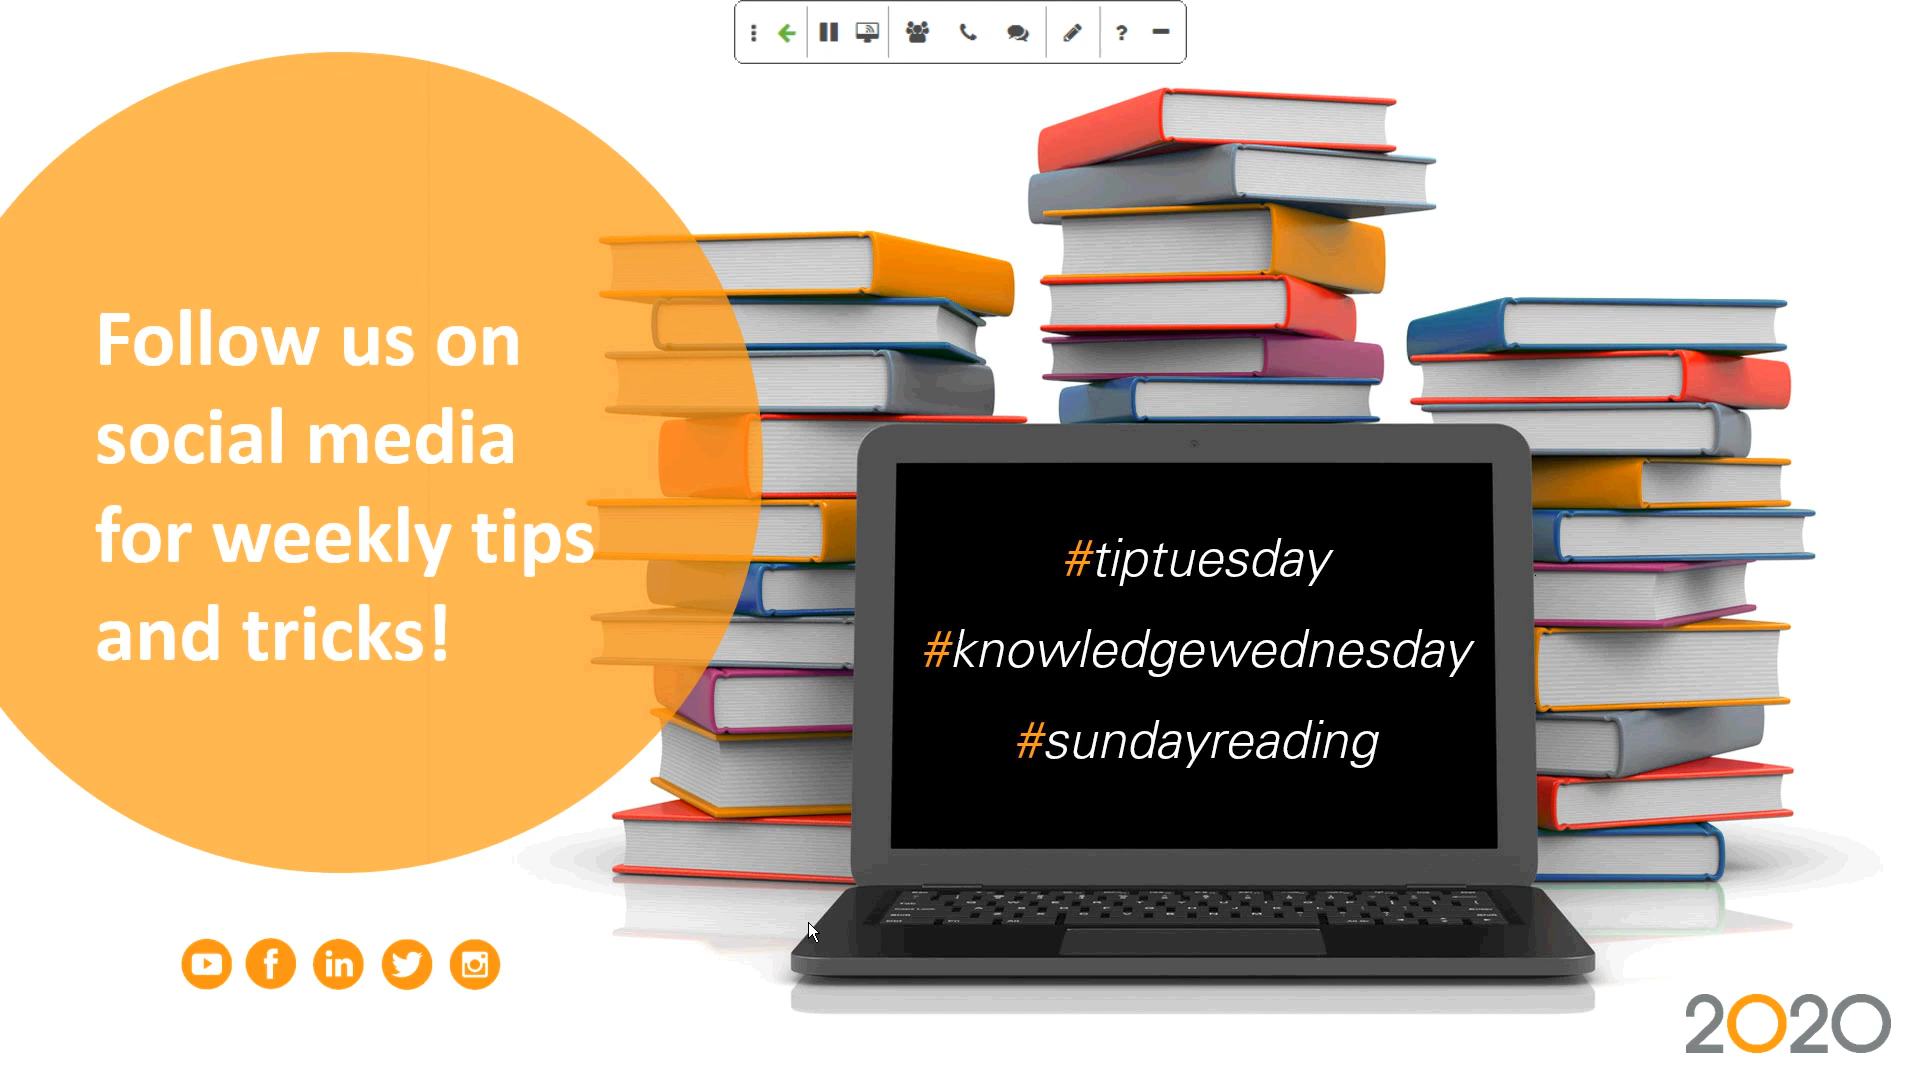 Follow us on
social media
for weekly tips
and tricks!
#tiptuesday
#knowledgewednesday
#sundayreading
2020